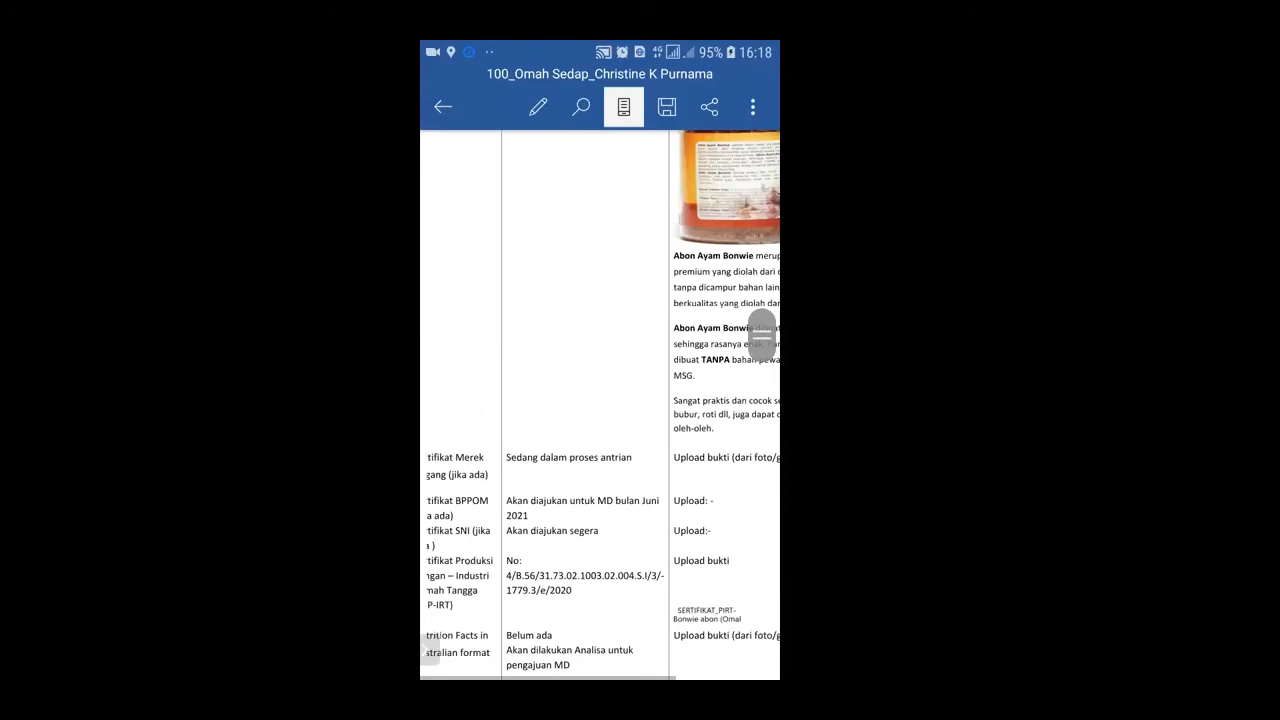 95% 16:18
100_Omah Sedap_Christine K Purnama
Abon Ayam Bonwie merup
premium yang diolah dari
tanpa dicampur bahan lain
berkualitas yang diolah dar
Abon Ayam Bonwie
sehingga rasanya
dibuat TANPA bahan
MSG.
Sangat praktis dan cocok se
bubur, roti dll, juga dapat
oleh-oleh.
tifikat Merek
Sedang dalam proses antrian
Upload bukti (dari foto/g
gang (jika ada)
tifikat BPPOM
Akan diajukan untuk MD bulan Juni
Upload: -
a ada)
2021
tifikat SNI (jika
Akan diajukan segera
Upload:-
a )
tifikat Produksi
No:
Upload bukti
ngan – Industri
4/B.56/31.73.02.1003.02.004.S.I/3/-
mah Tangga
1779.3/e/2020
P-IRT)
SERTIFIKAT_PIRT-
Bonwie abon (Omal
trition Facts in
Belum ada
Upload bukti (dari foto/g
stralian format
Akan dilakukan Analisa untuk
pengajuan MD